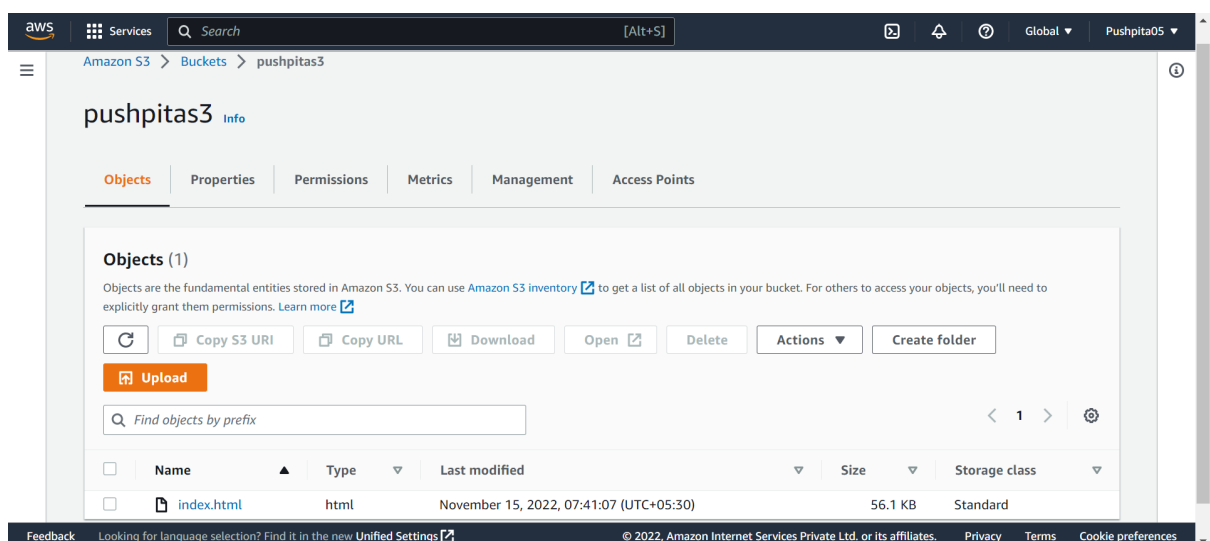 aws Services Search [Alt+S] Global ▼ Pushpita05 ▼
Amazon S3 > Buckets > pushpitas3
pushpitas3 Info
Objects Properties Permissions Metrics Management Access Points
Objects (1)
Objects are the fundamental entities stored in Amazon S3. You can use Amazon S3 inventory to get a list of all objects in your bucket. For others to access your objects, you'll need to
explicitly grant them permissions. Learn more
Copy S3 URI Copy URL Download Open Delete Actions ▼ Create folder
Upload
Find objects by prefix < 1 >
Name ▲ Type ▽ Last modified ▽ Size ▽ Storage class ▽
index.html html November 15, 2022, 07:41:07 (UTC+05:30) 56.1 KB Standard
Feedback Looking for language selection? Find it in the new Unified Settings © 2022, Amazon Internet Services Private Ltd. or its affiliates. Privacy Terms Cookie preferences